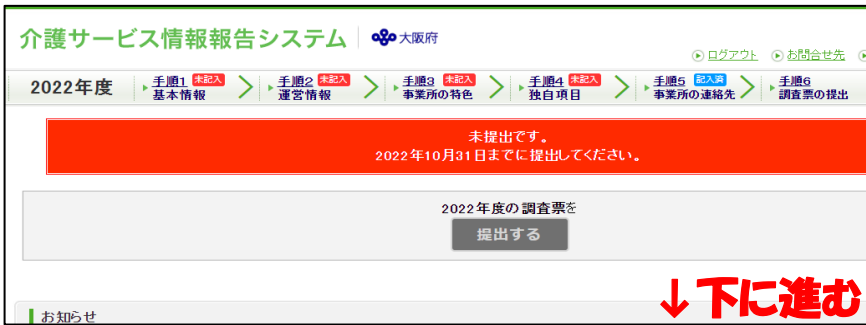 介護サービス情報報告システム 大阪府
ログアウト お問合せ先
2022年度 手順1 未記入 基本情報 手順2 未記入 運営情報 手順3 未記入 事業所の特色 手順4 未記入 独自項目 手順5 記入済 事業所の連絡先 手順6 調査票の提出
未提出です。
2022年10月31日までに提出してください。
2022年度の調査票を
提出する
↓下に進む
お知らせ